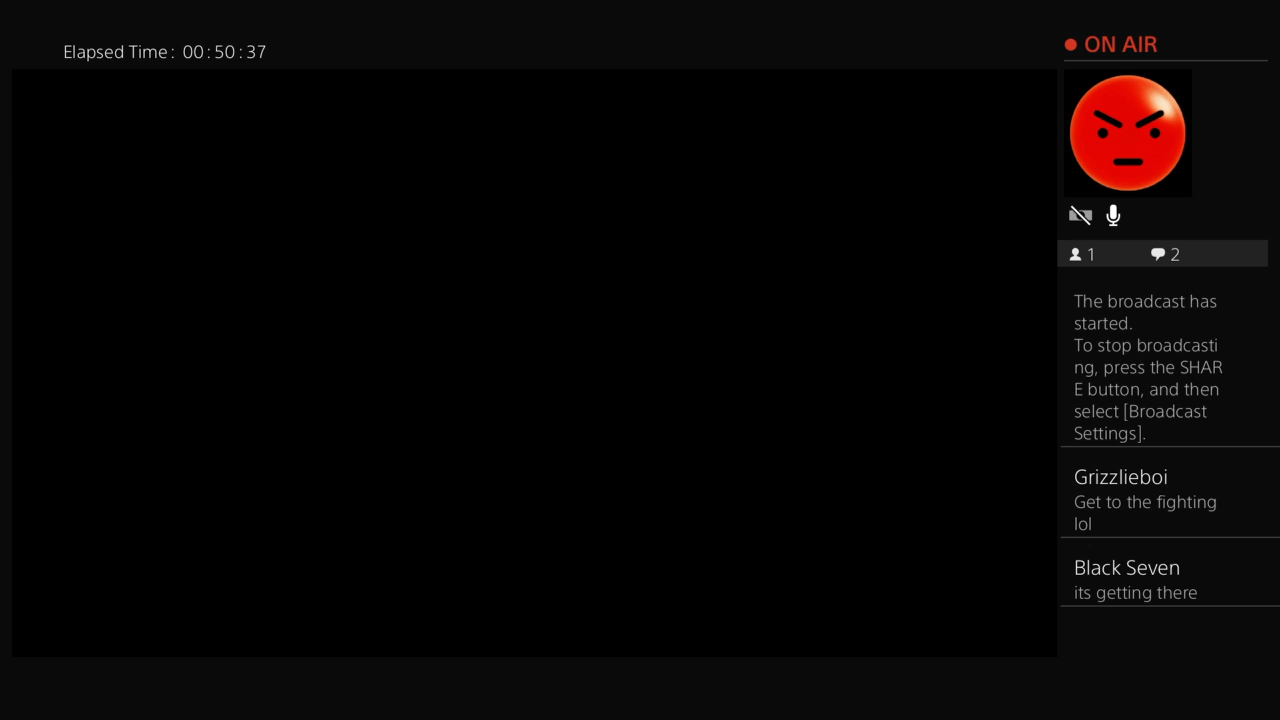 Elapsed Time: 00:50:37
ON AIR
1 2
The broadcast has
started.
To stop broadcasti
ng, press the SHAR
E button, and then
select [Broadcast
Settings].
Grizzlieboi
Get to the fighting
lol
Black Seven
its getting there